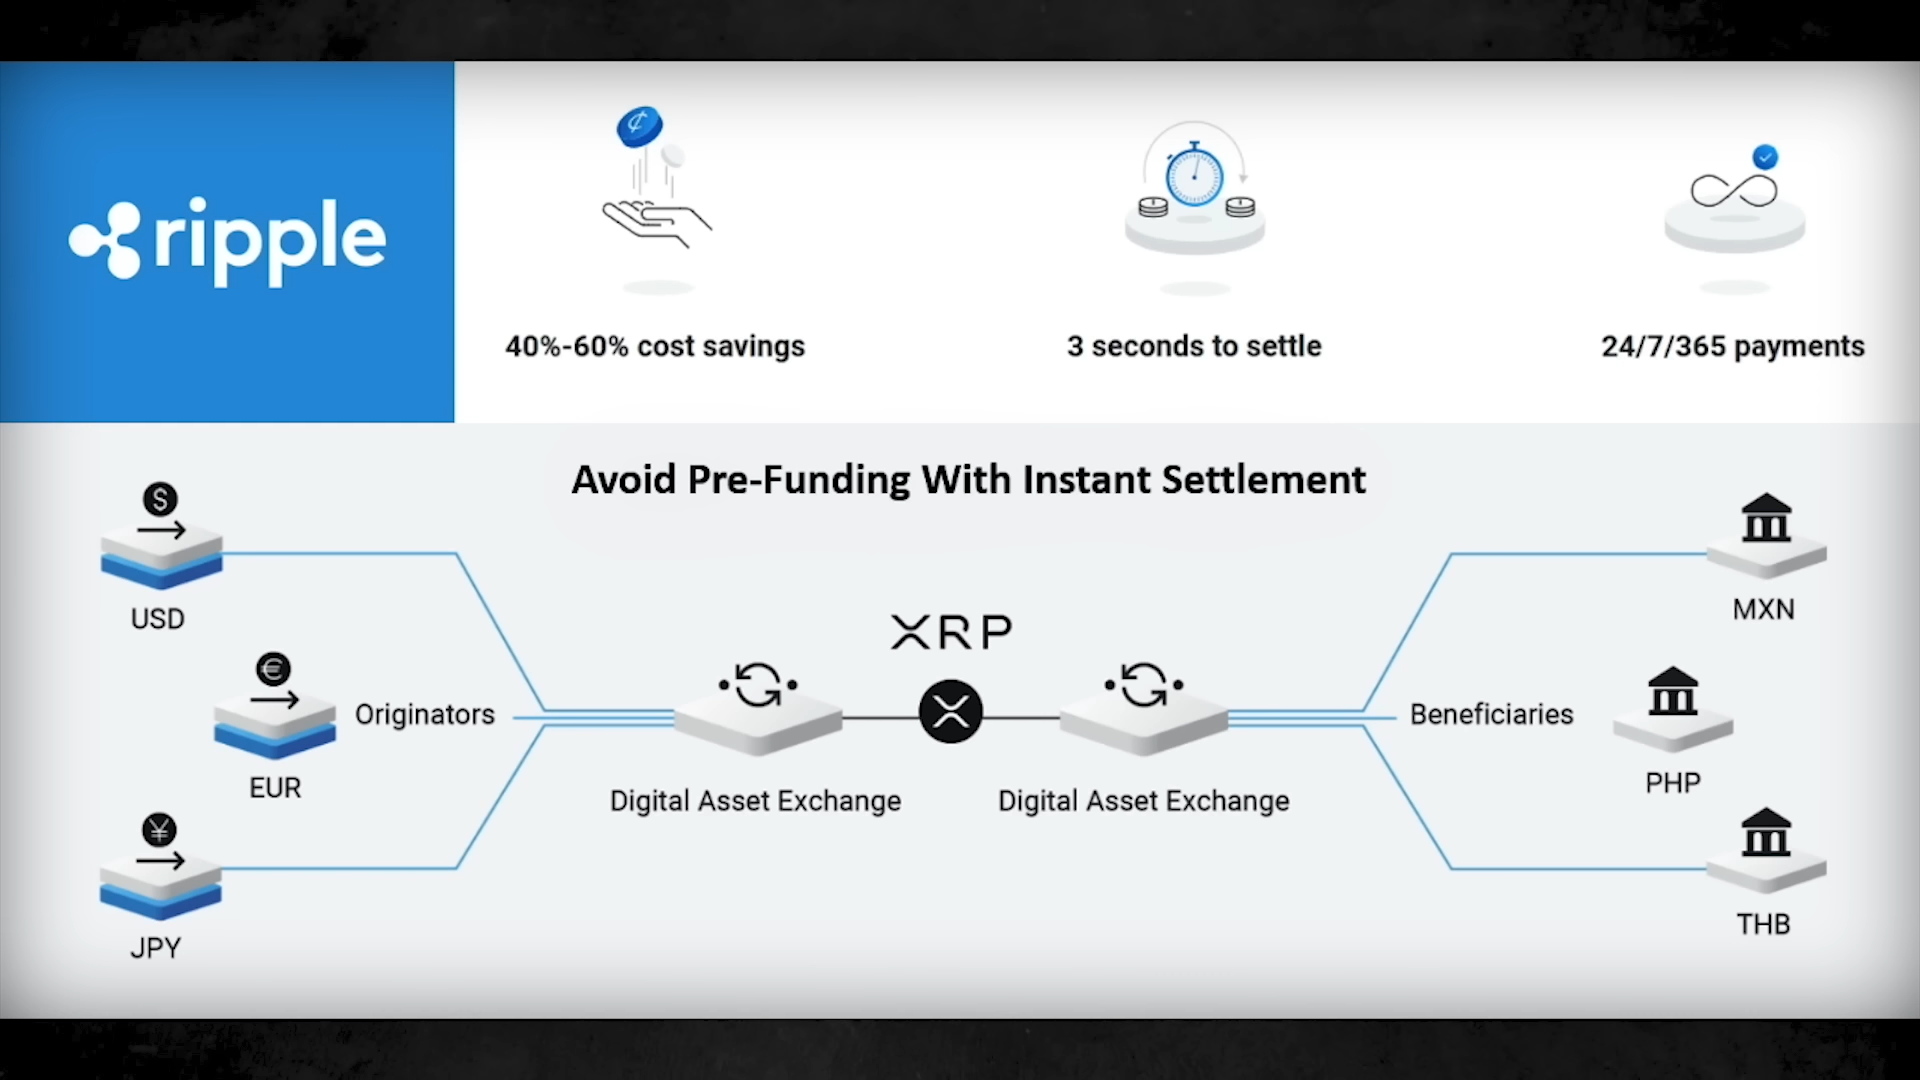 ripple
40%-60% cost savings
3 seconds to settle
24/7/365 payments
Avoid Pre-Funding With Instant Settlement
USD
EUR
JPY
Originators
XRP
Digital Asset Exchange
Digital Asset Exchange
Beneficiaries
MXN
PHP
THB